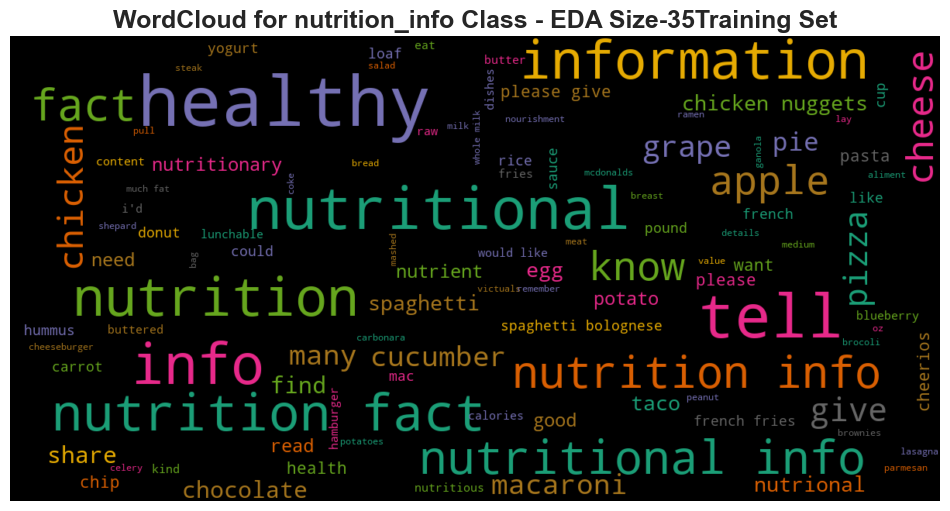 WordCloud for nutrition_info Class - EDA Size-35Training Set
yogurt
loaf
eat
steak
salad
butter
information
cheese
fact
healthy
dishes
please give
chicken nuggets
cup
pull
raw
milk
whole milk
nourishment
ramen
lay
chicken
content
nutritionary
bread
rice
fries
sauce
grape
pie
ganola
pasta
mcdonalds
apple
aliment
much fat
coke
i'd
nutritional
breast
like
shepard
donut
lunchable
french
pound
details
pizza
need
bag
could
mashed
would like
meat
medium
nutrient
egg
know
value
want
please
nutrition
victuals
remember
potato
spaghetti
tell
blueberry
hummus
buttered
spaghetti bolognese
oz
cheeseburger
carbonara
brocoli
info
many
cucumber
carrot
mac
nutrition info
cheerios
find
hamburger
peanut
nutrition fact
calories
taco
give
good
french fries
brownies
read
potatoes
share
nutritional info
lasagna
celery
kind
health
parmesan
chip
chocolate
nutritious
macaroni
nutrional